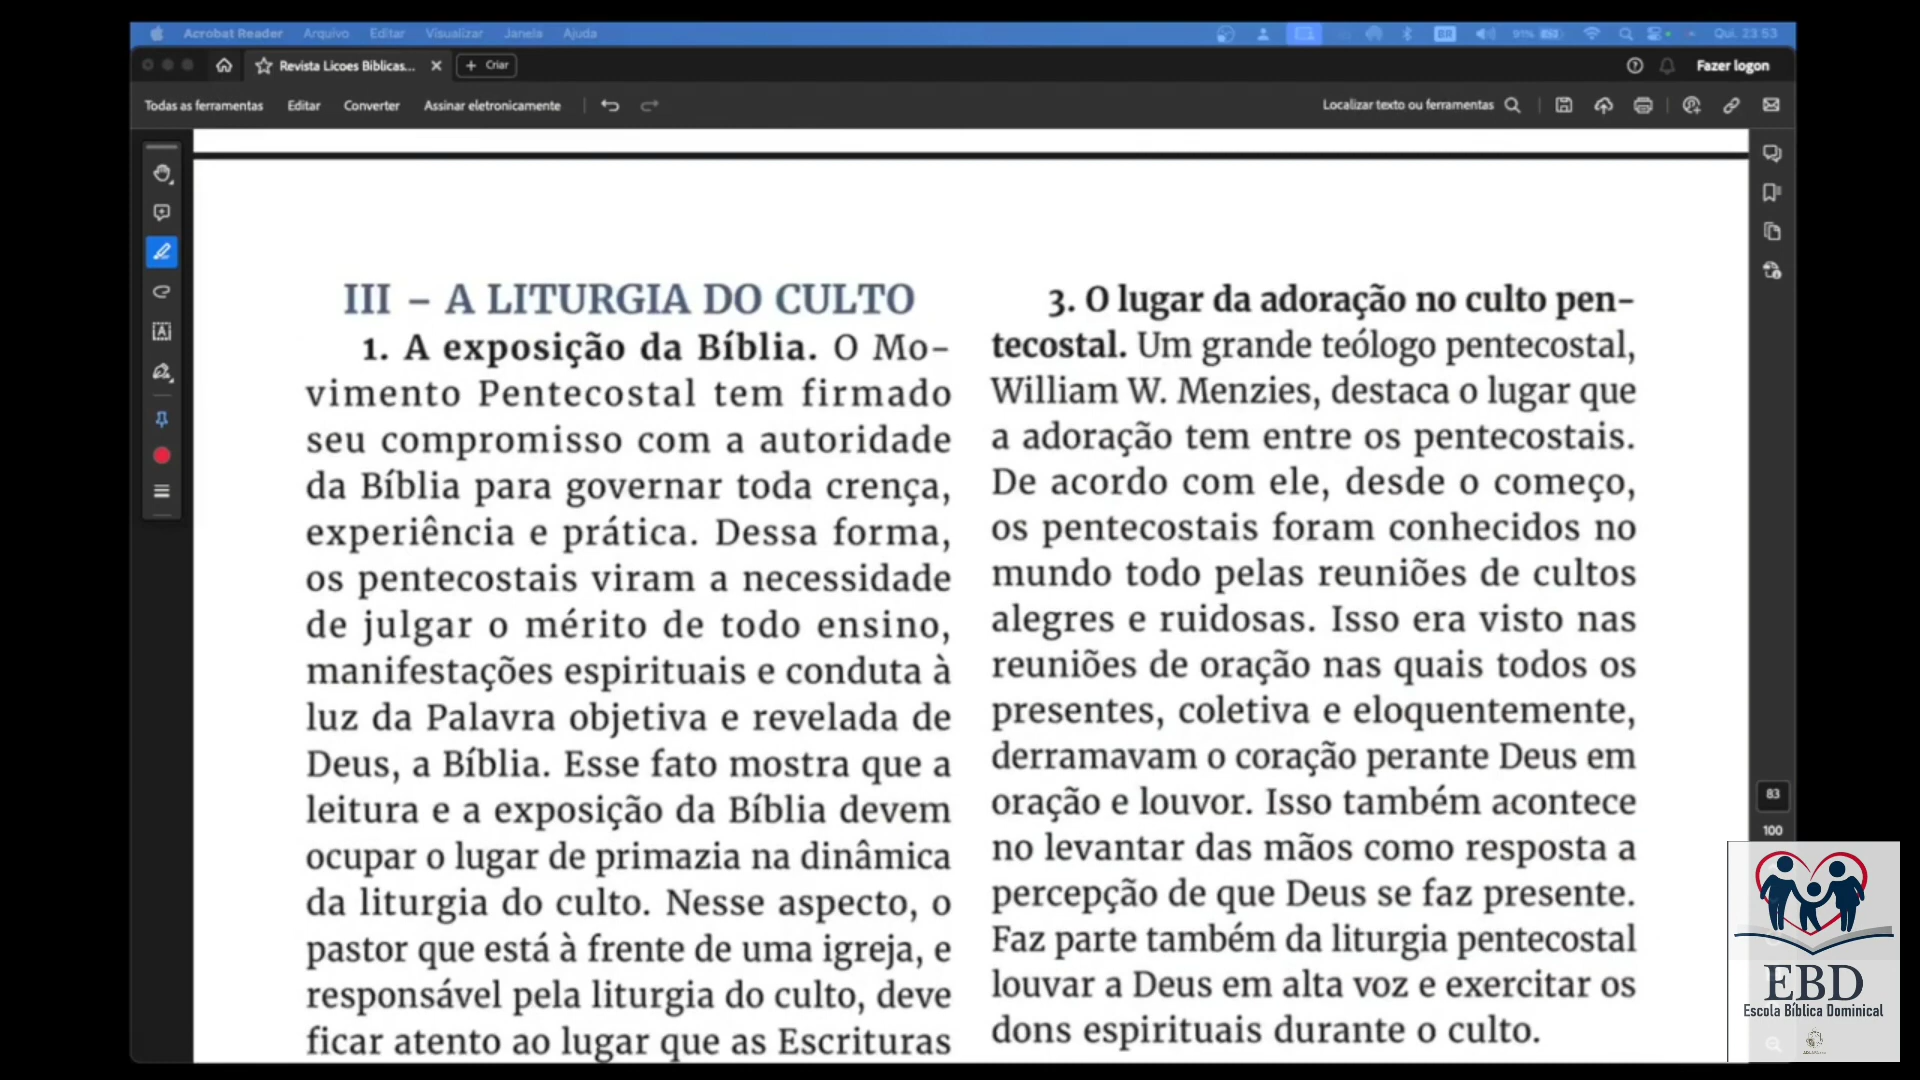 Acrobat Reader Arquivo Editar Visualizar Janela Ajuda
BR 91% Qui. 23:53
Revista Licoes Biblicas... Criar
Fazer logon
Todas as ferramentas Editar Converter Assinar eletronicamente
Localizar texto ou ferramentas
III – A LITURGIA DO CULTO
1. A exposição da Bíblia. O Mo-
vimento Pentecostal tem firmado
seu compromisso com a autoridade
da Bíblia para governar toda crença,
experiência e prática. Dessa forma,
os pentecostais viram a necessidade
de julgar o mérito de todo ensino,
manifestações espirituais e conduta à
luz da Palavra objetiva e revelada de
Deus, a Bíblia. Esse fato mostra que a
leitura e a exposição da Bíblia devem
ocupar o lugar de primazia na dinâmica
da liturgia do culto. Nesse aspecto, o
pastor que está à frente de uma igreja, e
responsável pela liturgia do culto, deve
ficar atento ao lugar que as Escrituras
3. O lugar da adoração no culto pen-
tecostal. Um grande teólogo pentecostal,
William W. Menzies, destaca o lugar que
a adoração tem entre os pentecostais.
De acordo com ele, desde o começo,
os pentecostais foram conhecidos no
mundo todo pelas reuniões de cultos
alegres e ruidosas. Isso era visto nas
reuniões de oração nas quais todos os
presentes, coletiva e eloquentemente,
derramavam o coração perante Deus em
oração e louvor. Isso também acontece
no levantar das mãos como resposta a
percepção de que Deus se faz presente.
Faz parte também da liturgia pentecostal
louvar a Deus em alta voz e exercitar os
dons espirituais durante o culto.
83
100
EBD
Escola Bíblica Dominical